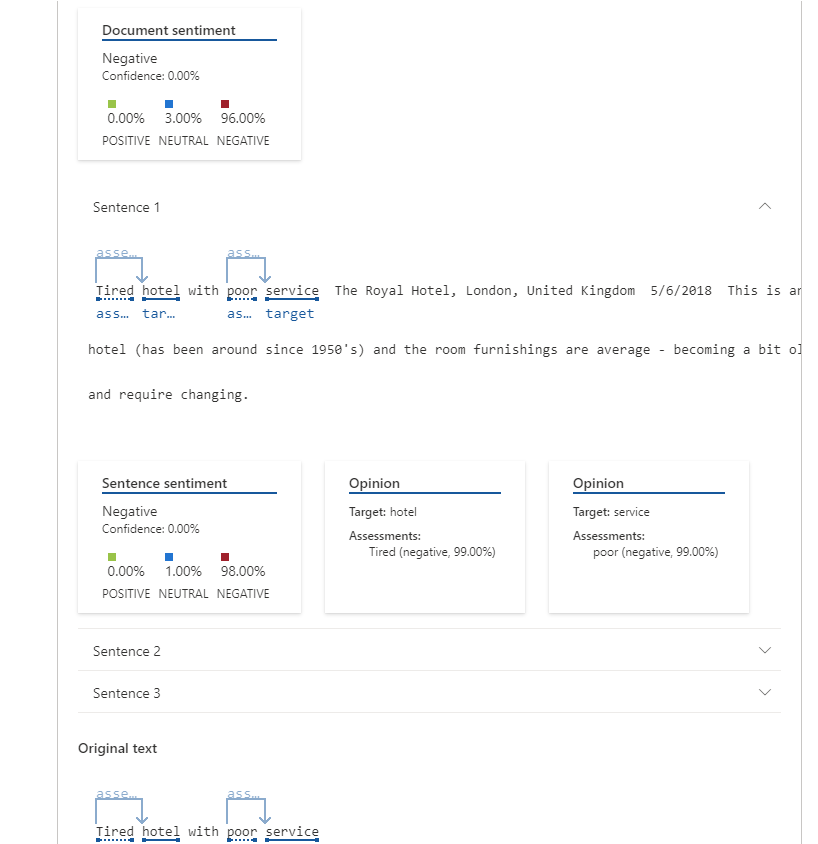 Document sentiment
Negative
Confidence: 0.00%
0.00% 3.00% 96.00%
POSITIVE NEUTRAL NEGATIVE
Sentence 1
asse... ass...
Tired hotel with poor service The Royal Hotel, London, United Kingdom 5/6/2018 This is an
ass... tar... as... target
hotel (has been around since 1950's) and the room furnishings are average - becoming a bit ol
and require changing.
Sentence sentiment
Negative
Confidence: 0.00%
0.00% 1.00% 98.00%
POSITIVE NEUTRAL NEGATIVE
Opinion
Target: hotel
Assessments:
Tired (negative, 99.00%)
Opinion
Target: service
Assessments:
poor (negative, 99.00%)
Sentence 2
Sentence 3
Original text
asse... ass...
Tired hotel with poor service